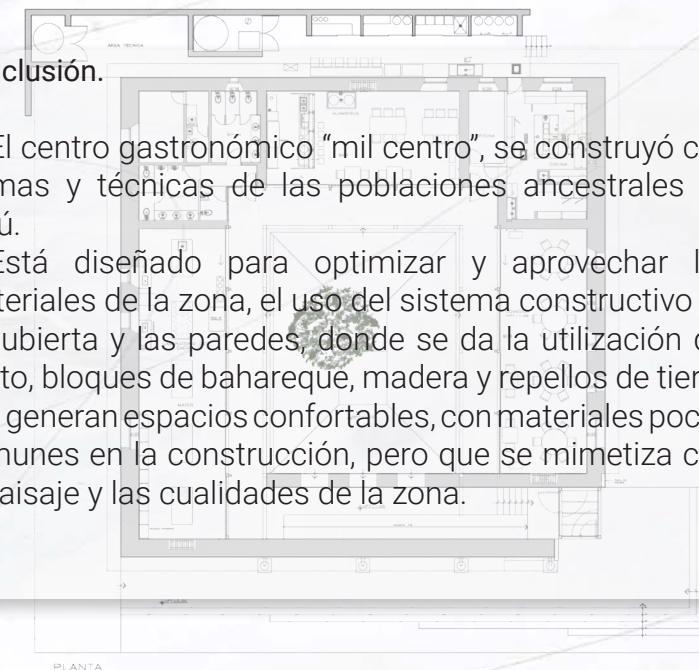 ÁREA TÉCNICA
clusión.
El centro gastronómico “mil centro”, se construyó c
mas y técnicas de las poblaciones ancestrales
ú.
Está diseñado para optimizar y aprovechar l
teriales de la zona, el uso del sistema constructivo
ubierta y las paredes, donde se da la utilización
to, bloques de bahareque, madera y repellos de tier
generan espacios confortables, con materiales poc
unes en la construcción, pero que se mimetiza c
aisaje y las cualidades de la zona.
PLANTA